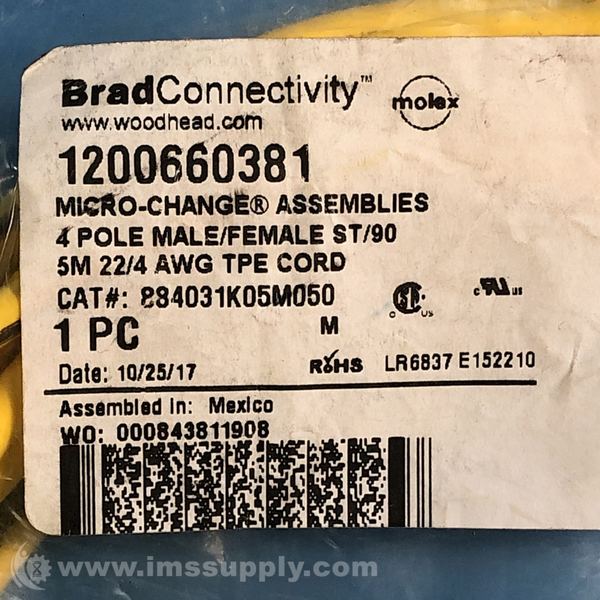 BradConnectivity™
molex
www.woodhead.com
1200660381
MICRO-CHANGE® ASSEMBLIES
4 POLE MALE/FEMALE ST/90
5M 22/4 AWG TPE CORD
CAT#: 884031K05M050
1 PC
M
Date: 10/25/17
RoHS
LR6837 E152210
Assembled In: Mexico
WO: 000843811908
www.imssupply.com